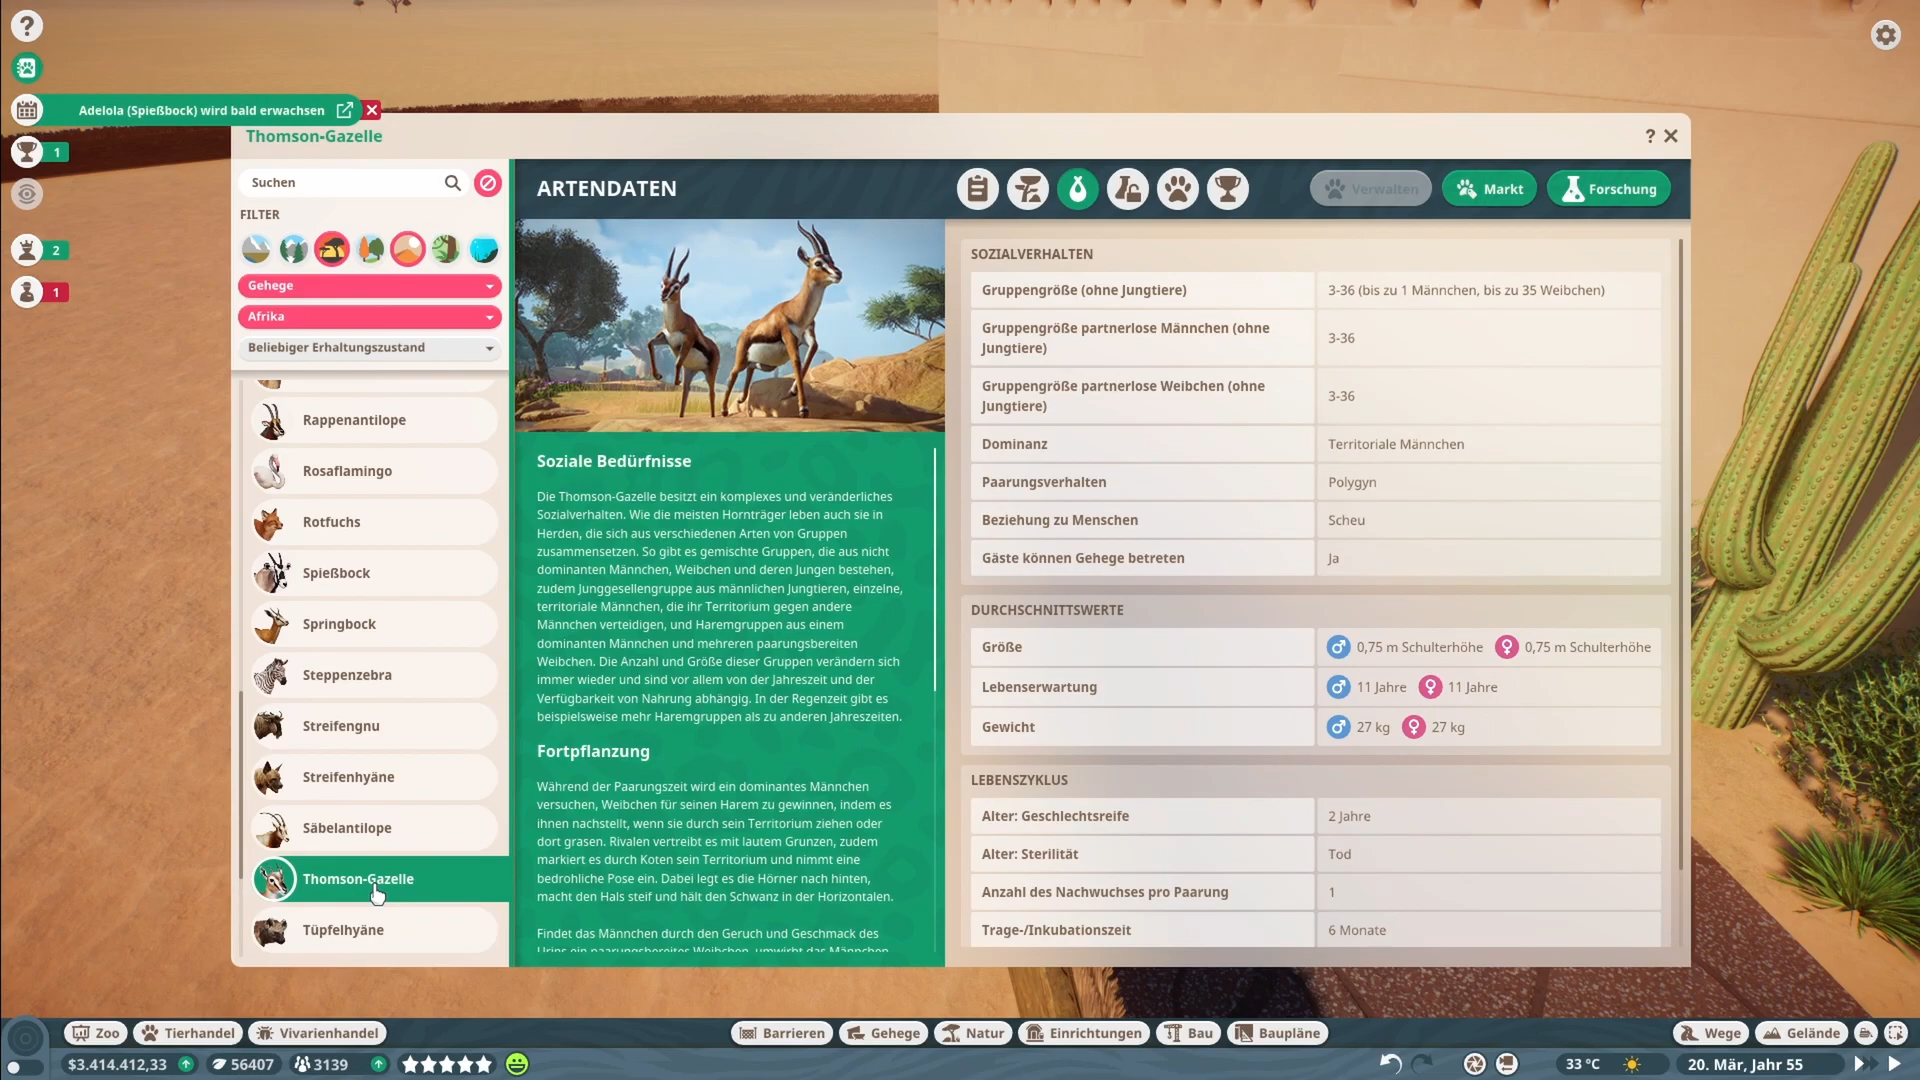 ?
Adelola (Spießbock) wird bald erwachsen
1
2
1
Thomson-Gazelle
?
Suchen
FILTER
Gehege
Afrika
Beliebiger Erhaltungszustand
Rappenantilope
Rosaflamingo
Rotfuchs
Spießbock
Springbock
Steppenzebra
Streifengnu
Streifenhyäne
Säbelantilope
Thomson-Gazelle
Tüpfelhyäne
ARTENDATEN
Verwalten
Markt
Forschung
Soziale Bedürfnisse
Die Thomson-Gazelle besitzt ein komplexes und veränderliches
Sozialverhalten. Wie die meisten Hornträger leben auch sie in
Herden, die sich aus verschiedenen Arten von Gruppen
zusammensetzen. So gibt es gemischte Gruppen, die aus nicht
dominanten Männchen, Weibchen und deren Jungen bestehen,
zudem Junggesellengruppe aus männlichen Jungtieren, einzelne,
territoriale Männchen, die ihr Territorium gegen andere
Männchen verteidigen, und Haremgruppen aus einem
dominanten Männchen und mehreren paarungsbereiten
Weibchen. Die Anzahl und Größe dieser Gruppen verändern sich
immer wieder und sind vor allem von der Jahreszeit und der
Verfügbarkeit von Nahrung abhängig. In der Regenzeit gibt es
beispielsweise mehr Haremgruppen als zu anderen Jahreszeiten.
Fortpflanzung
Während der Paarungszeit wird ein dominantes Männchen
versuchen, Weibchen für seinen Harem zu gewinnen, indem es
ihnen nachstellt, wenn sie durch sein Territorium ziehen oder
dort grasen. Rivalen vertreibt es mit lautem Grunzen, zudem
markiert es durch Koten sein Territorium und nimmt eine
bedrohliche Pose ein. Dabei legt es die Hörner nach hinten,
macht den Hals steif und hält den Schwanz in der Horizontalen.
Findet das Männchen durch den Geruch und Geschmack des
Urins ein paarungsbereites Weibchen, umwirbt das Männchen
SOZIALVERHALTEN
Gruppengröße (ohne Jungtiere) 3-36 (bis zu 1 Männchen, bis zu 35 Weibchen)
Gruppengröße partnerlose Männchen (ohne
Jungtiere) 3-36
Gruppengröße partnerlose Weibchen (ohne
Jungtiere) 3-36
Dominanz Territoriale Männchen
Paarungsverhalten Polygyn
Beziehung zu Menschen Scheu
Gäste können Gehege betreten Ja
DURCHSCHNITTSWERTE
Größe 0,75 m Schulterhöhe 0,75 m Schulterhöhe
Lebenserwartung 11 Jahre 11 Jahre
Gewicht 27 kg 27 kg
LEBENSZYKLUS
Alter: Geschlechtsreife 2 Jahre
Alter: Sterilität Tod
Anzahl des Nachwuchses pro Paarung 1
Trage-/Inkubationszeit 6 Monate
Zoo Tierhandel Vivarienhandel Barrieren Gehege Natur Einrichtungen Bau Baupläne Wege Gelände
$3.414.412,33 56407 3139 33 °C 20. Mär, Jahr 55